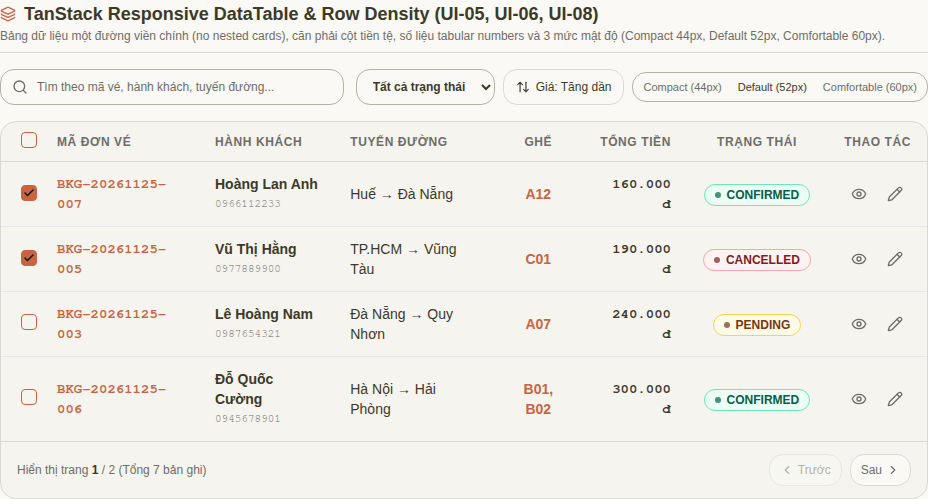 TanStack Responsive DataTable & Row Density (UI-05, UI-06, UI-08)
Bảng dữ liệu một đường viền chính (no nested cards), căn phải cột tiền tệ, số liệu tabular numbers và 3 mức mật độ (Compact 44px, Default 52px, Comfortable 60px).
Tìm theo mã vé, hành khách, tuyến đường... Tất cả trạng thái Giá: Tăng dần Compact (44px) Default (52px) Comfortable (60px)
MÃ ĐƠN VÉ HÀNH KHÁCH TUYẾN ĐƯỜNG GHẾ TỔNG TIỀN TRẠNG THÁI THAO TÁC
BKG-20261125-
007
Hoàng Lan Anh
0966112233
Huế → Đà Nẵng
A12
160.000
đ
CONFIRMED
BKG-20261125-
005
Vũ Thị Hằng
0977889900
TP.HCM → Vũng
Tàu
C01
190.000
đ
CANCELLED
BKG-20261125-
003
Lê Hoàng Nam
0987654321
Đà Nẵng → Quy
Nhơn
A07
240.000
đ
PENDING
BKG-20261125-
006
Đỗ Quốc
Cường
0945678901
Hà Nội → Hải
Phòng
B01,
B02
300.000
đ
CONFIRMED
Hiển thị trang 1 / 2 (Tổng 7 bản ghi) Trước Sau